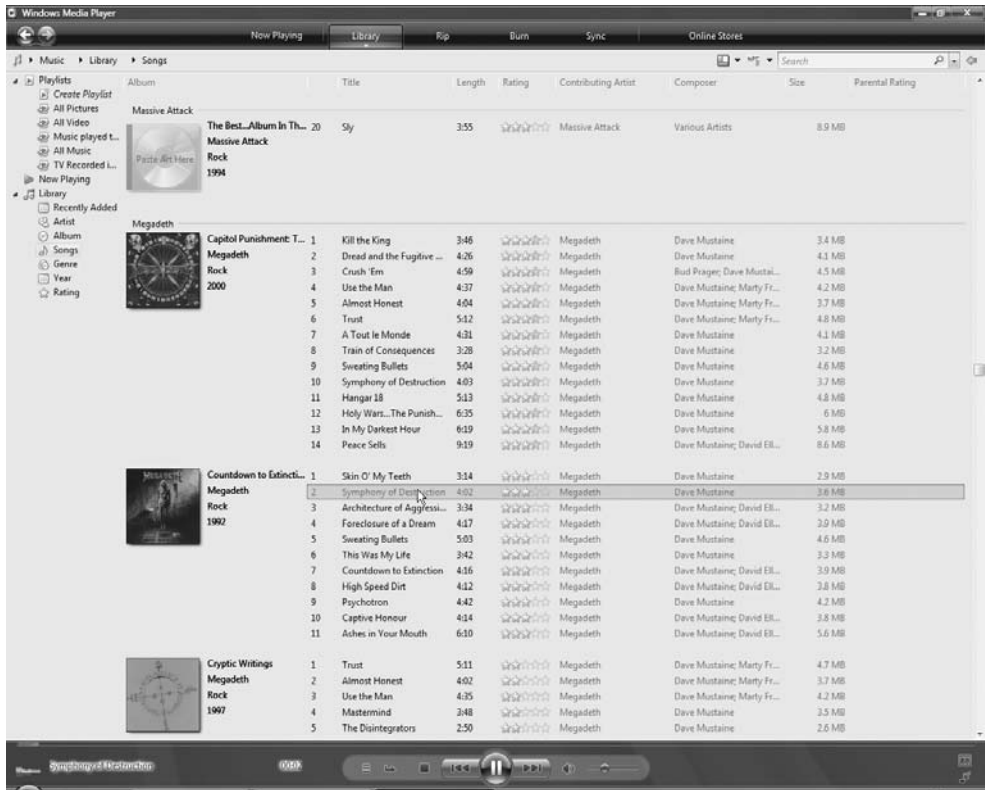 Windows Media Player
Now Playing Library Rip Burn Sync Online Stores
Music Library Songs Search
Playlists
Create Playlist
All Pictures
All Video
Music played t...
All Music
TV Recorded i...
Now Playing
Library
Recently Added
Artist
Album
Songs
Genre
Year
Rating
Album Title Length Rating Contributing Artist Composer Size Parental Rating
Massive Attack
Paste Art Here
The Best...Album In Th... 20 Sly 3:55 Massive Attack Various Artists 8.9 MB
Massive Attack
Rock
1994
Megadeth
Capitol Punishment: T... 1 Kill the King 3:46 Megadeth Dave Mustaine 3.4 MB
Megadeth 2 Dread and the Fugitive ... 4:26 Megadeth Dave Mustaine 4.1 MB
Rock 3 Crush 'Em 4:59 Megadeth Bud Prager; Dave Mustai... 4.5 MB
2000 4 Use the Man 4:37 Megadeth Dave Mustaine; Marty Fr... 4.2 MB
5 Almost Honest 4:04 Megadeth Dave Mustaine; Marty Fr... 3.7 MB
6 Trust 5:12 Megadeth Dave Mustaine; Marty Fr... 4.8 MB
7 A Tout le Monde 4:31 Megadeth Dave Mustaine 4.1 MB
8 Train of Consequences 3:28 Megadeth Dave Mustaine 3.2 MB
9 Sweating Bullets 5:04 Megadeth Dave Mustaine 4.6 MB
10 Symphony of Destruction 4:03 Megadeth Dave Mustaine 3.7 MB
11 Hangar 18 5:13 Megadeth Dave Mustaine 4.8 MB
12 Holy Wars...The Punish... 6:35 Megadeth Dave Mustaine 6 MB
13 In My Darkest Hour 6:19 Megadeth Dave Mustaine 5.8 MB
14 Peace Sells 9:19 Megadeth Dave Mustaine; David Ell... 8.6 MB
Countdown to Extincti... 1 Skin O' My Teeth 3:14 Megadeth Dave Mustaine 2.9 MB
Megadeth 2 Symphony of Destruction 4:02 Megadeth Dave Mustaine 3.6 MB
Rock 3 Architecture of Aggressi... 3:34 Megadeth Dave Mustaine; David Ell... 3.2 MB
1992 4 Foreclosure of a Dream 4:17 Megadeth Dave Mustaine; David Ell... 3.9 MB
5 Sweating Bullets 5:03 Megadeth Dave Mustaine 4.6 MB
6 This Was My Life 3:42 Megadeth Dave Mustaine 3.3 MB
7 Countdown to Extinction 4:16 Megadeth Dave Mustaine; David Ell... 3.9 MB
8 High Speed Dirt 4:12 Megadeth Dave Mustaine; David Ell... 3.8 MB
9 Psychotron 4:42 Megadeth Dave Mustaine 4.2 MB
10 Captive Honour 4:14 Megadeth Dave Mustaine; David Ell... 3.8 MB
11 Ashes in Your Mouth 6:10 Megadeth Dave Mustaine; David Ell... 5.6 MB
Cryptic Writings 1 Trust 5:11 Megadeth Dave Mustaine; Marty Fr... 4.7 MB
Megadeth 2 Almost Honest 4:02 Megadeth Dave Mustaine; Marty Fr... 3.7 MB
Rock 3 Use the Man 4:35 Megadeth Dave Mustaine; Marty Fr... 4.2 MB
1997 4 Mastermind 3:48 Megadeth Dave Mustaine 3.5 MB
5 The Disintegrators 2:50 Megadeth Dave Mustaine 2.6 MB
Symphony of Destruction 00:02